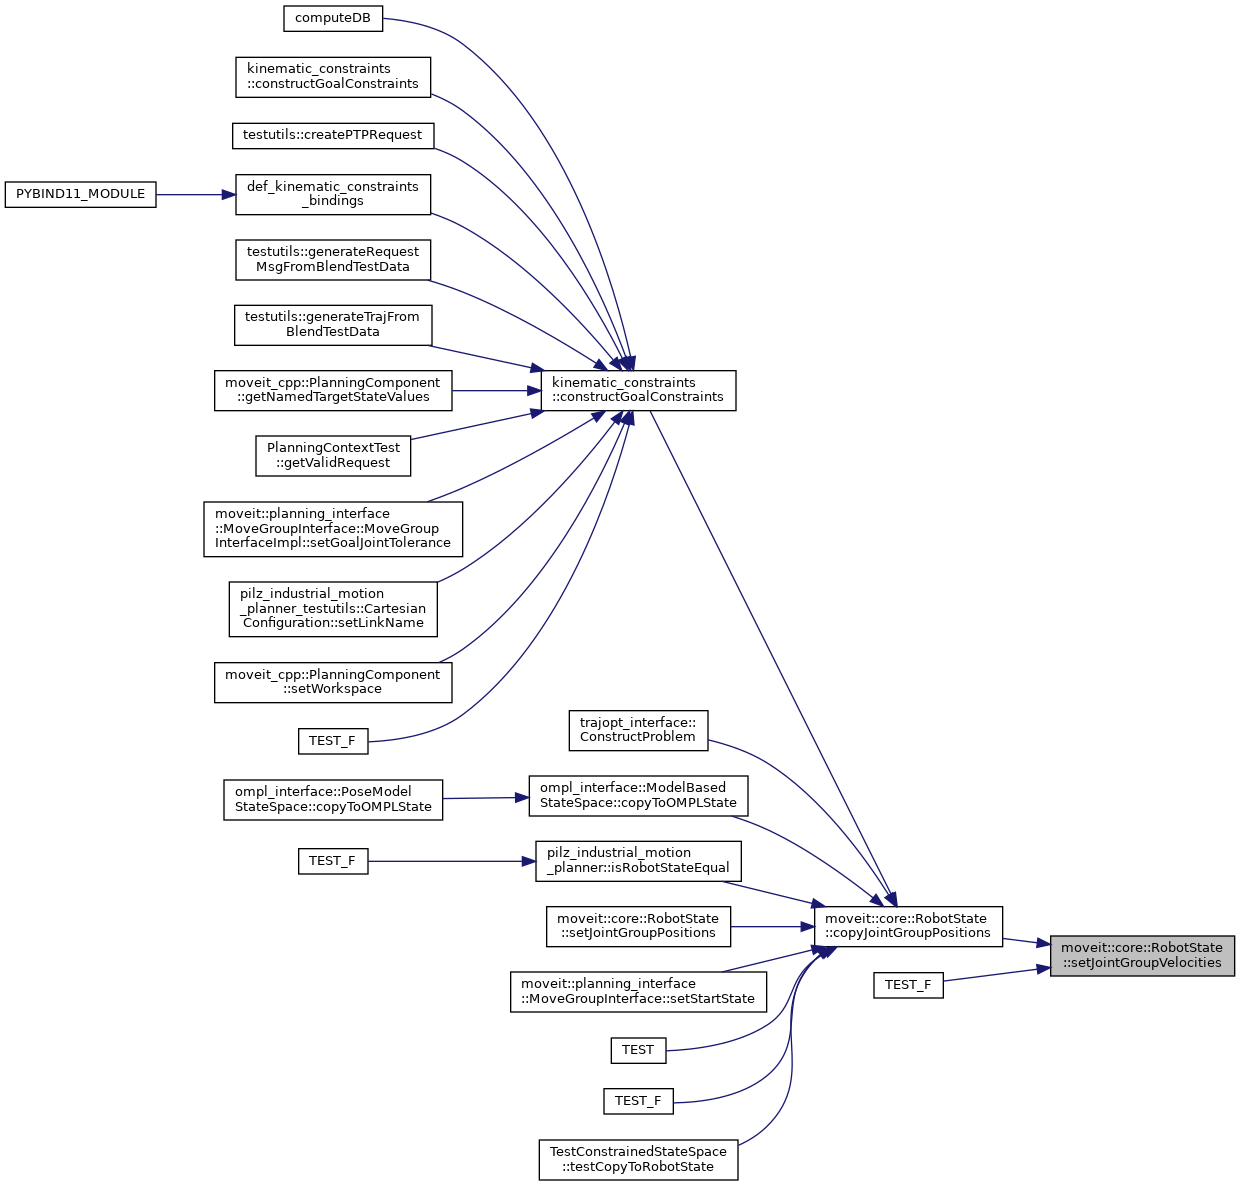 computeDB
kinematic_constraints
::constructGoalConstraints
testutils::createPTPRequest
PYBIND11_MODULE
def_kinematic_constraints
_bindings
testutils::generateRequest
MsgFromBlendTestData
testutils::generateTrajFrom
BlendTestData
moveit_cpp::PlanningComponent
::getNamedTargetStateValues
kinematic_constraints
::constructGoalConstraints
PlanningContextTest
::getValidRequest
moveit::planning_interface
::MoveGroupInterface::MoveGroup
InterfaceImpl::setGoalJointTolerance
pilz_industrial_motion
_planner_testutils::Cartesian
Configuration::setLinkName
moveit_cpp::PlanningComponent
::setWorkspace
TEST_F
trajopt_interface::
ConstructProblem
ompl_interface::PoseModel
StateSpace::copyToOMPLState
ompl_interface::ModelBased
StateSpace::copyToOMPLState
TEST_F
pilz_industrial_motion
_planner::isRobotStateEqual
moveit::core::RobotState
::setJointGroupPositions
moveit::core::RobotState
::copyJointGroupPositions
moveit::core::RobotState
::setJointGroupVelocities
moveit::planning_interface
::MoveGroupInterface::setStartState
TEST_F
TEST
TEST_F
TestConstrainedStateSpace
::testCopyToRobotState